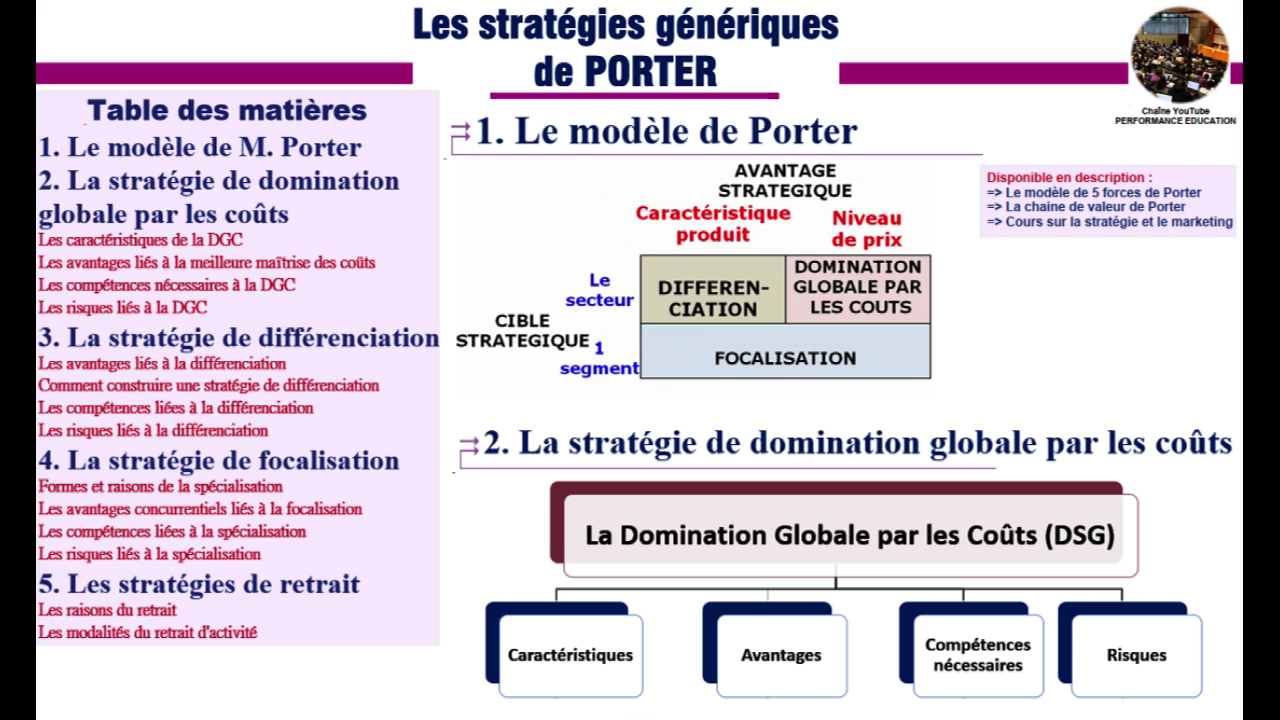 Les stratégies génériques
de PORTER
Chaîne YouTube
PERFORMANCE EDUCATION
Table des matières
1. Le modèle de M. Porter
2. La stratégie de domination
globale par les coûts
Les caractéristiques de la DGC
Les avantages liés à la meilleure maîtrise des coûts
Les compétences nécessaires à la DGC
Les risques liés à la DGC
3. La stratégie de différenciation
Les avantages liés à la différenciation
Comment construire une stratégie de différenciation
Les compétences liées à la différenciation
Les risques liés à la différenciation
4. La stratégie de focalisation
Formes et raisons de la spécialisation
Les avantages concurrentiels liés à la focalisation
Les compétences liées à la spécialisation
Les risques liés à la spécialisation
5. Les stratégies de retrait
Les raisons du retrait
Les modalités du retrait d'activité
1. Le modèle de Porter
AVANTAGE
STRATEGIQUE
Caractéristique
produit
Niveau
de prix
Le
secteur
DIFFEREN-
CIATION
DOMINATION
GLOBALE PAR
LES COUTS
CIBLE
STRATEGIQUE
1
segment
FOCALISATION
Disponible en description :
=> Le modèle de 5 forces de Porter
=> La chaine de valeur de Porter
=> Cours sur la stratégie et le marketing
2. La stratégie de domination globale par les coûts
La Domination Globale par les Coûts (DSG)
Caractéristiques
Avantages
Compétences
nécessaires
Risques